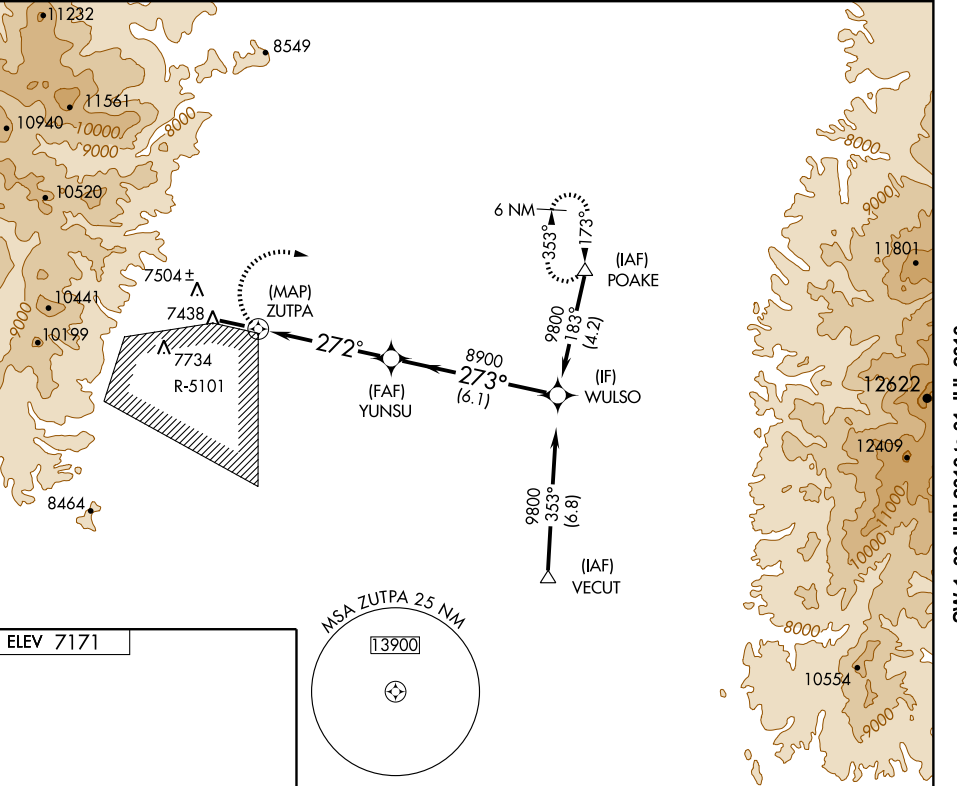 11232
8549
11561
10940
10000
8000
9000
10520
8000
9000
11801
6 NM
353°
173°
(IAF)
POAKE
7504±
(MAP)
ZUTPA
10441
7438
9000
10199
7734
R-5101
272°
(FAF)
YUNSU
8900
273°
(6.1)
9800
183°
(4.2)
(IF)
WULSO
12622
12409
8464
9800
353°
(6.8)
11000
10000
(IAF)
VECUT
MSA ZUTPA 25 NM
13900
ELEV 7171
8000
10554
9000